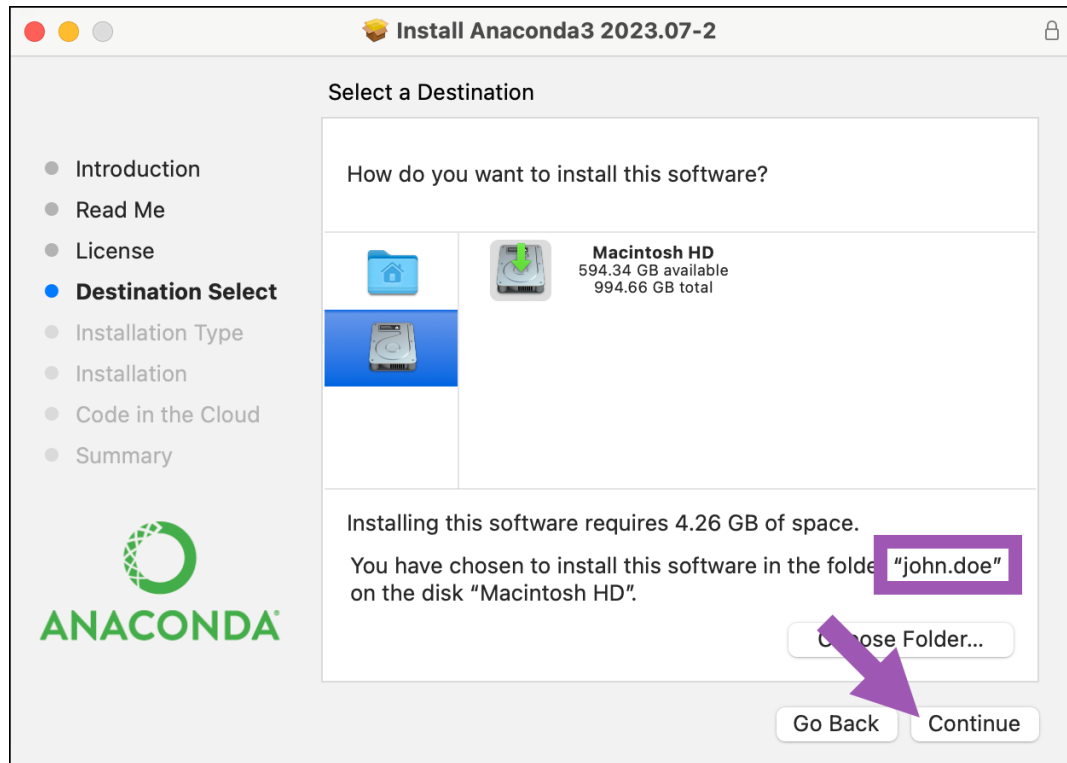 Install Anaconda3 2023.07-2
Select a Destination
Introduction
Read Me
License
Destination Select
Installation Type
Installation
Code in the Cloud
Summary
ANACONDA
How do you want to install this software?
Macintosh HD
594.34 GB available
994.66 GB total
Installing this software requires 4.26 GB of space.
You have chosen to install this software in the folde “john.doe”
on the disk “Macintosh HD”.
Choose Folder...
Go Back
Continue